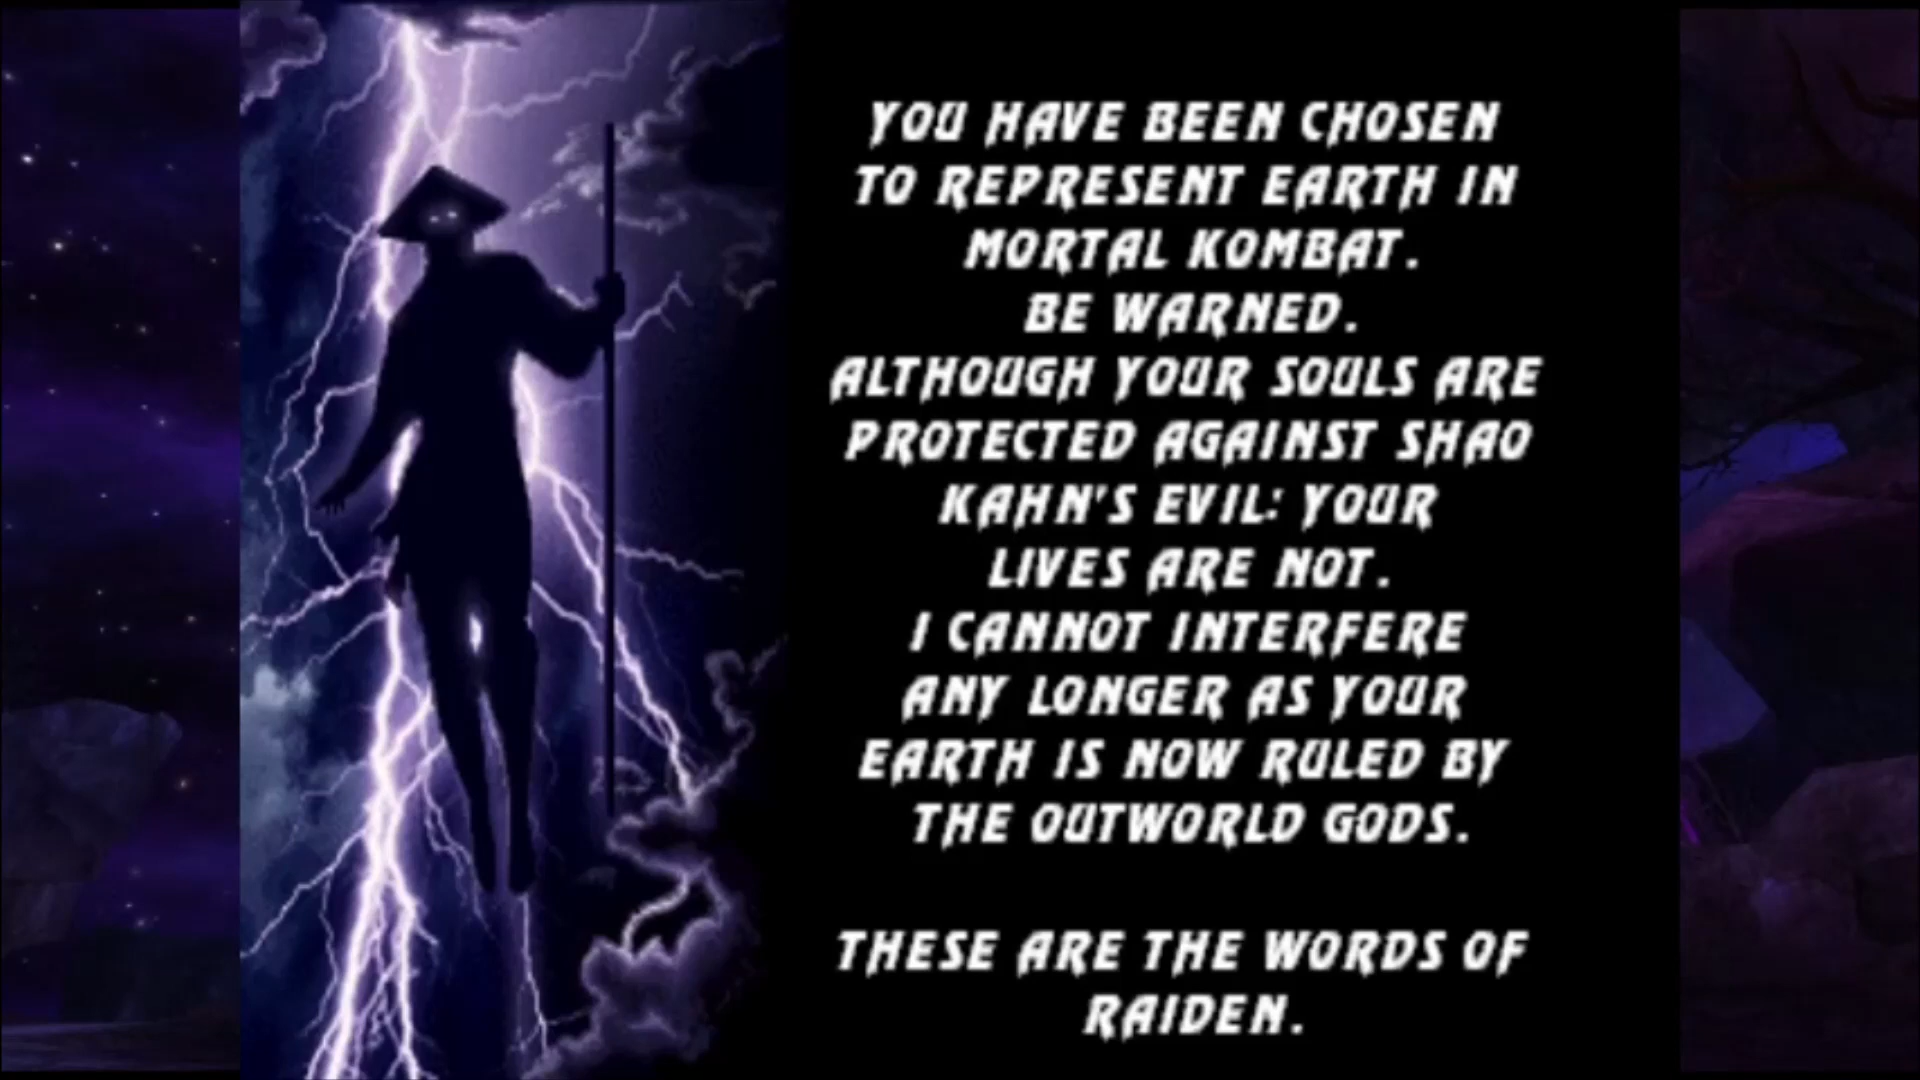 YOU HAVE BEEN CHOSEN
TO REPRESENT EARTH IN
MORTAL KOMBAT.
BE WARNED.
ALTHOUGH YOUR SOULS ARE
PROTECTED AGAINST SHAO
KAHN'S EVIL: YOUR
LIVES ARE NOT.
I CANNOT INTERFERE
ANY LONGER AS YOUR
EARTH IS NOW RULED BY
THE OUTWORLD GODS.
THESE ARE THE WORDS OF
RAIDEN.